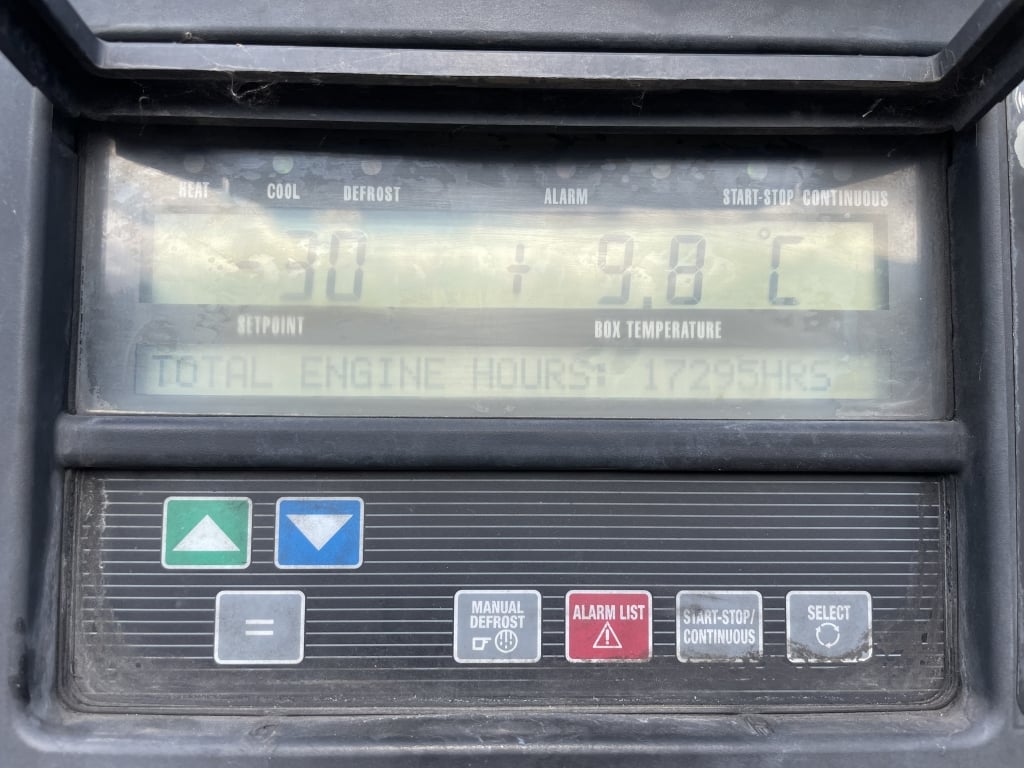 HEAT COOL DEFROST ALARM START-STOP CONTINUOUS
-30 + 9.8 °C
SETPOINT BOX TEMPERATURE
TOTAL ENGINE HOURS: 17295HRS
=
MANUAL DEFROST
ALARM LIST
START-STOP/ CONTINUOUS
SELECT